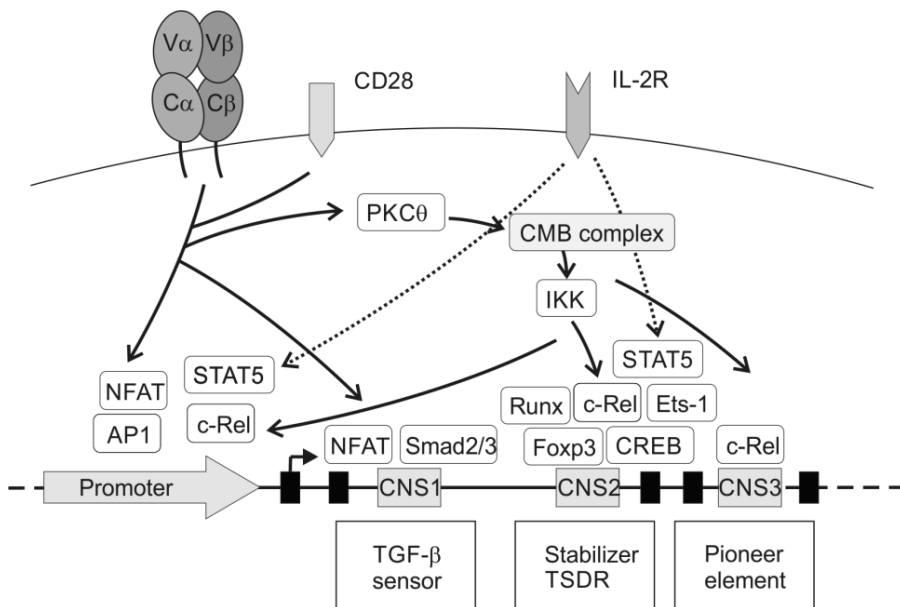 Vα Vβ
Cα Cβ
CD28
IL-2R
PKCθ
CMB complex
IKK
STAT5
STAT5
NFAT
AP1
c-Rel
Runx
c-Rel
Ets-1
NFAT
Smad2/3
Foxp3
CREB
c-Rel
Promoter
CNS1
CNS2
CNS3
TGF-β
sensor
Stabilizer
TSDR
Pioneer
element